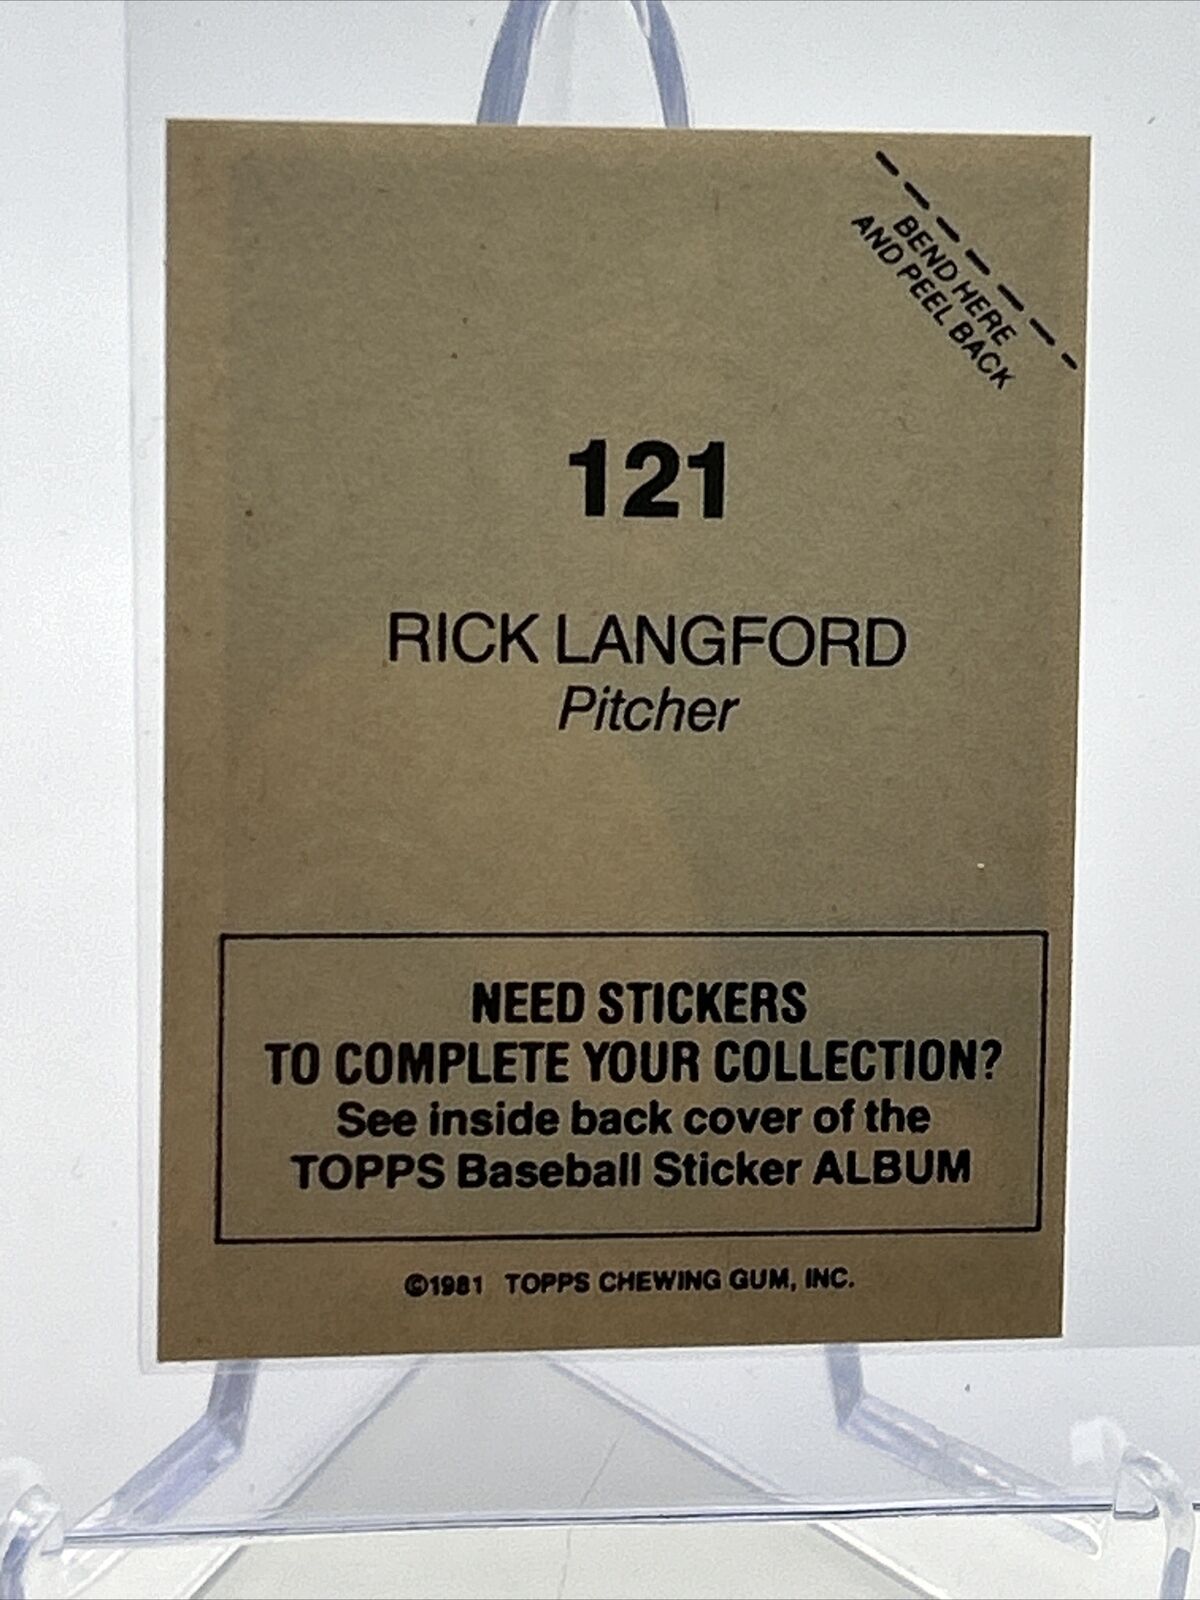 BEND HERE
AND PEEL BACK
121
RICK LANGFORD
Pitcher
NEED STICKERS
TO COMPLETE YOUR COLLECTION?
See inside back cover of the
TOPPS Baseball Sticker ALBUM
©1981 TOPPS CHEWING GUM, INC.